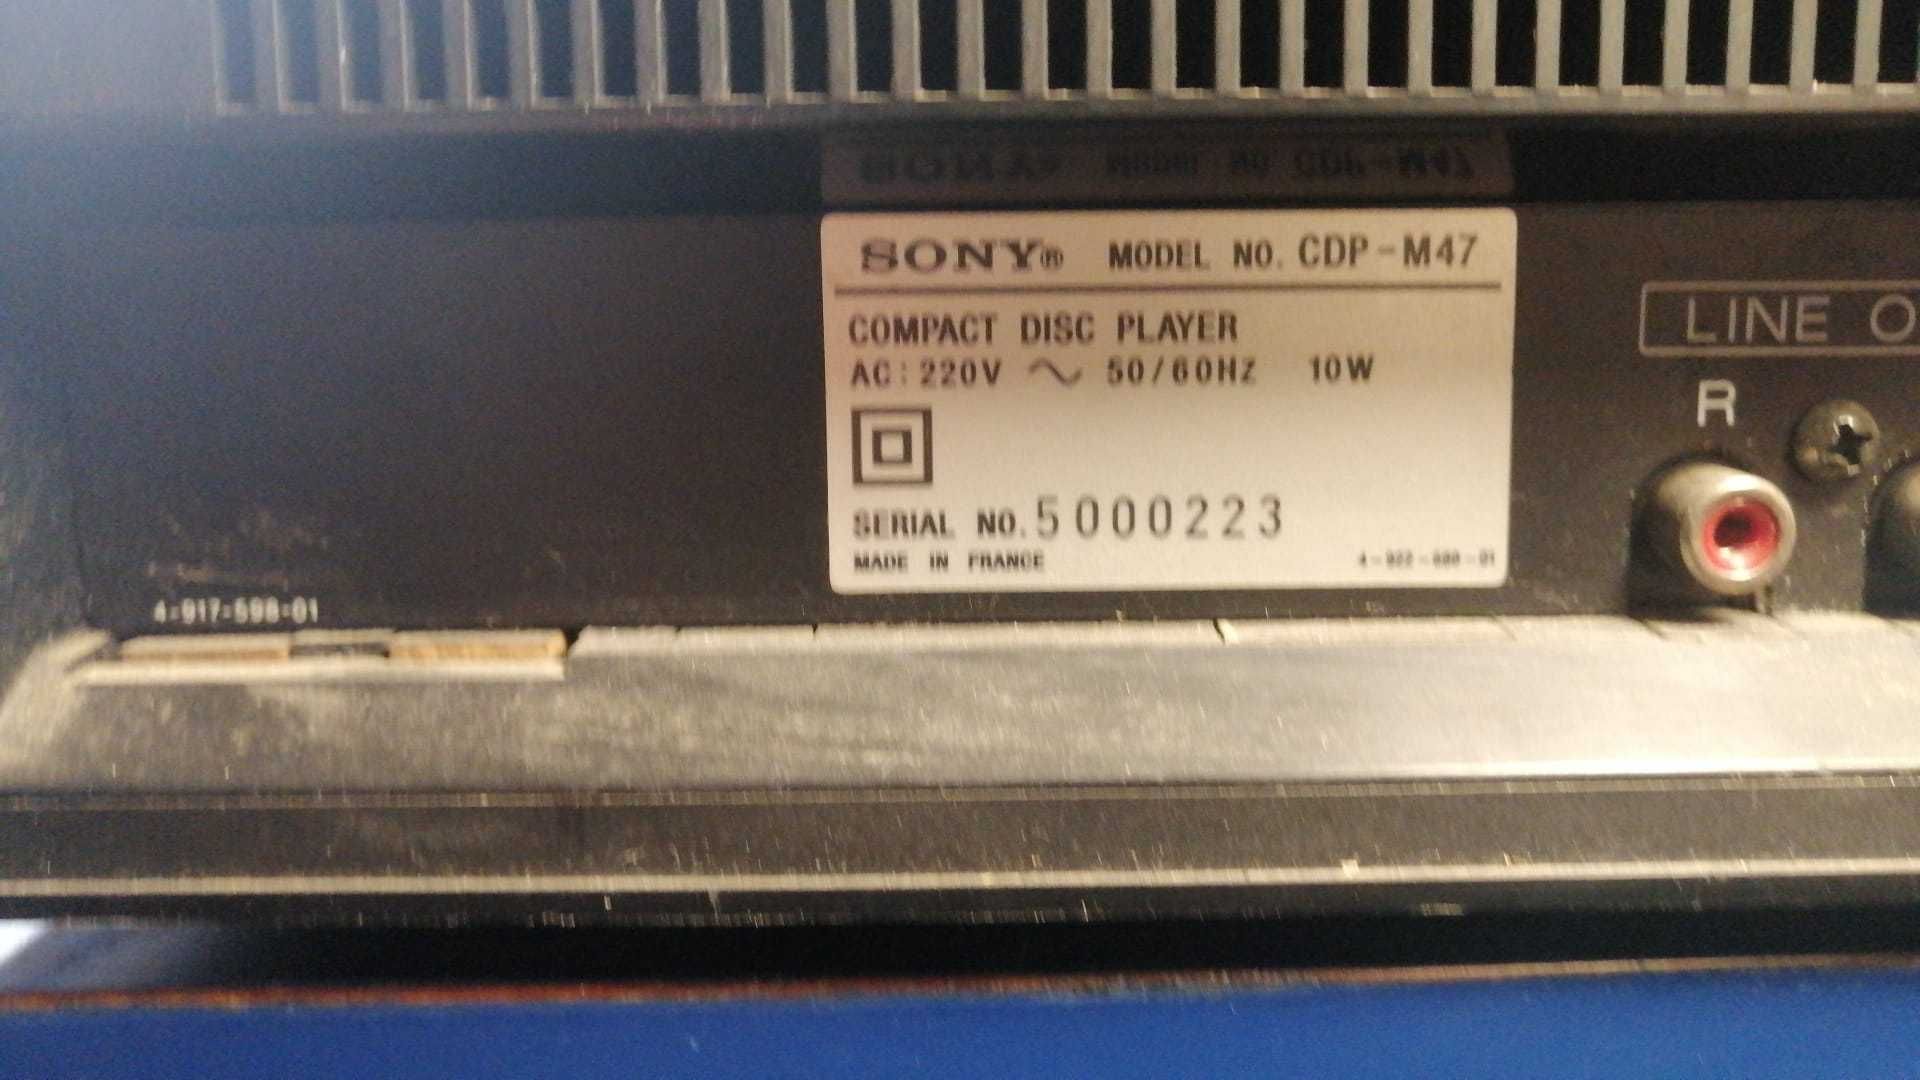 SONY® MODEL NO. CDP-M47
COMPACT DISC PLAYER
AC: 220V ~ 50/60HZ 10W
SERIAL NO. 5000223
MADE IN FRANCE
LINE O
R
4-917-598-01